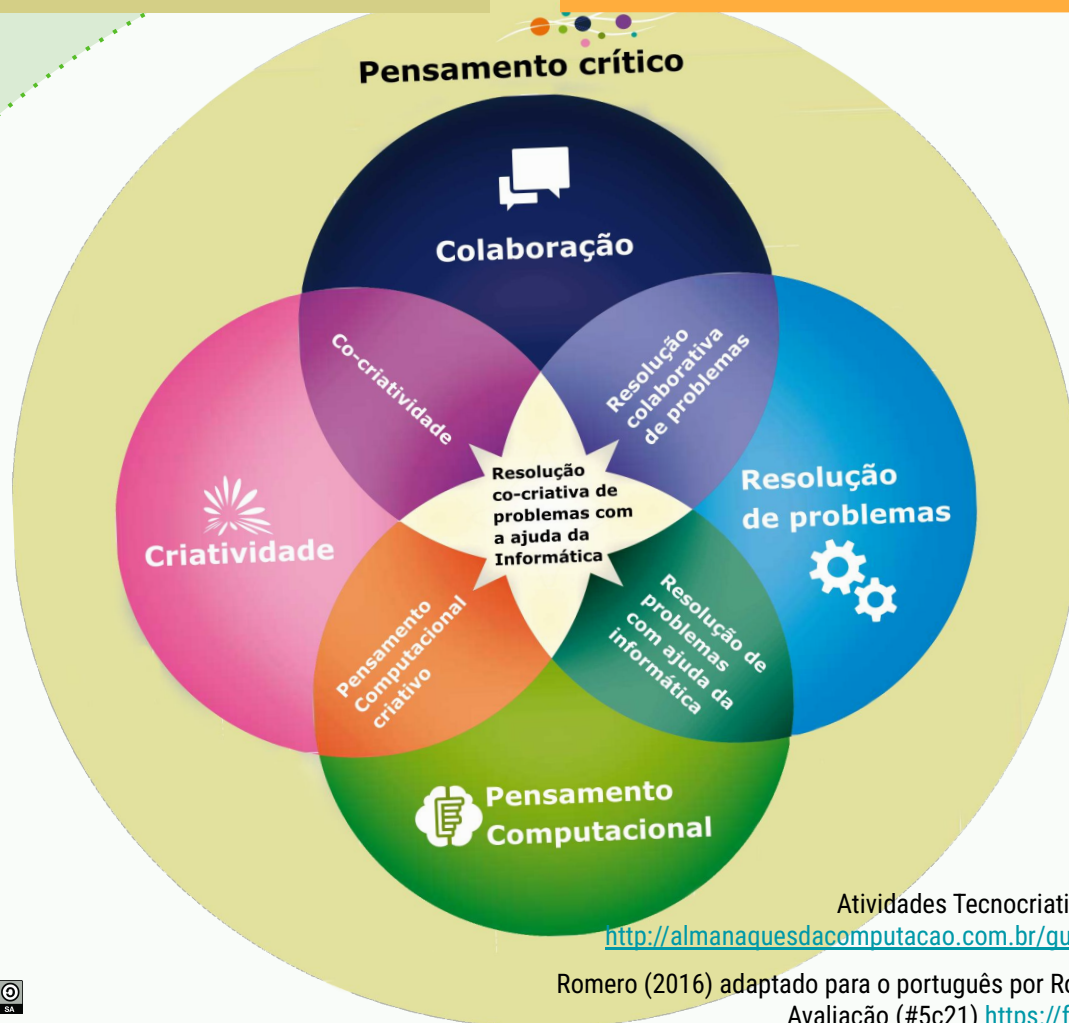 Pensamento crítico
Colaboração
Co-criatividade
Resolução
colaborativa
de problemas
Resolução
co-criativa de
problemas com
a ajuda da
Informática
Resolução
de problemas
Criatividade
Pensamento
Computacional
criativo
Resolução de
problemas
com ajuda da
informática
Pensamento
Computacional
Atividades Tecnocriati
http://almanaquesdacomputacao.com.br/gu
Romero (2016) adaptado para o português por Ro
Avaliação (#5c21) https://f
SA